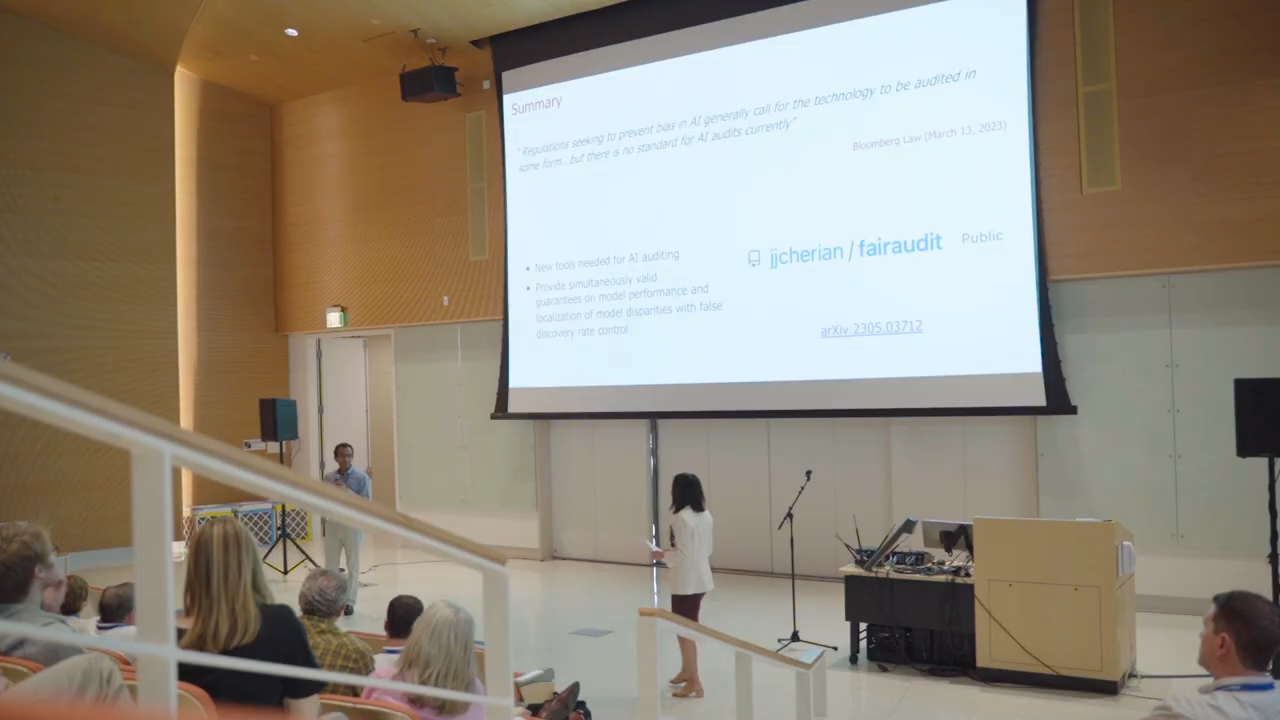 Summary
"Regulations seeking to prevent bias in AI generally call for the technology to be audited in
some form...but there is no standard for AI audits currently"
Bloomberg Law (March 13, 2023)
• New tools needed for AI auditing
• Provide simultaneously valid
guarantees on model performance and
localization of model disparities with false
discovery rate control
jjcherian / fairaudit Public
arXiv:2305.03712